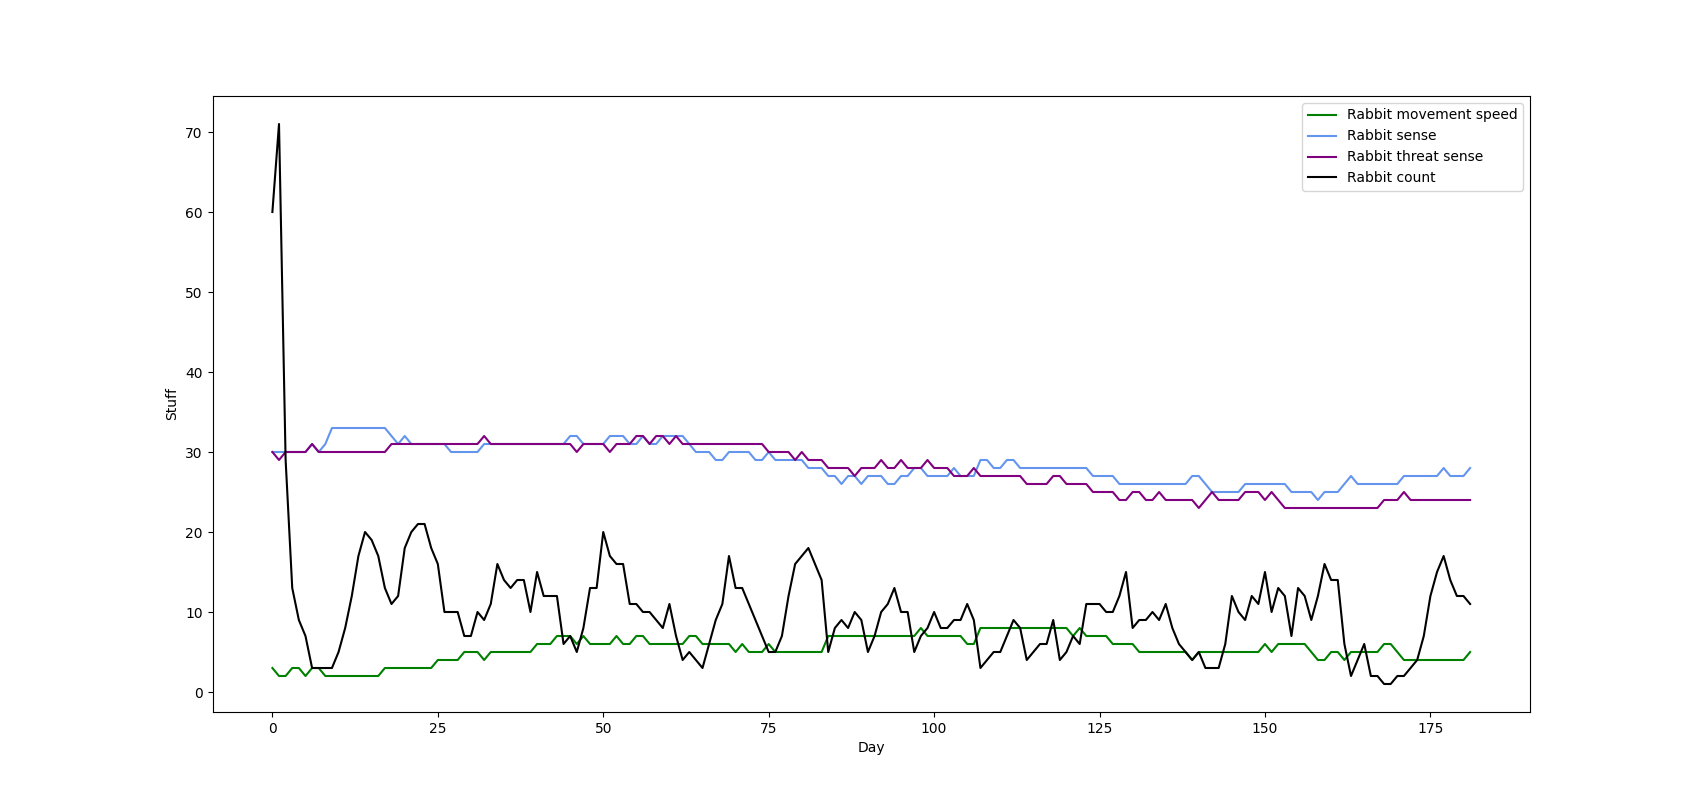 Rabbit movement speed
Rabbit sense
Rabbit threat sense
Rabbit count
70
60
50
40
30
20
10
0
Stuff
0 25 50 75 100 125 150 175
Day